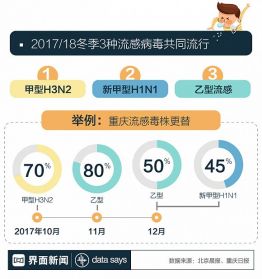 2017/18冬季3种流感病毒共同流行
1 2 3
甲型H3N2 新甲型H1N1 乙型流感
举例：重庆流感毒株更替
70% 80% 50% 45%
甲型H3N2 乙型 乙型 新甲型H1N1
2017年10月 11月 12月
界面新闻 data says 数据来源：北京晨报、重庆日报